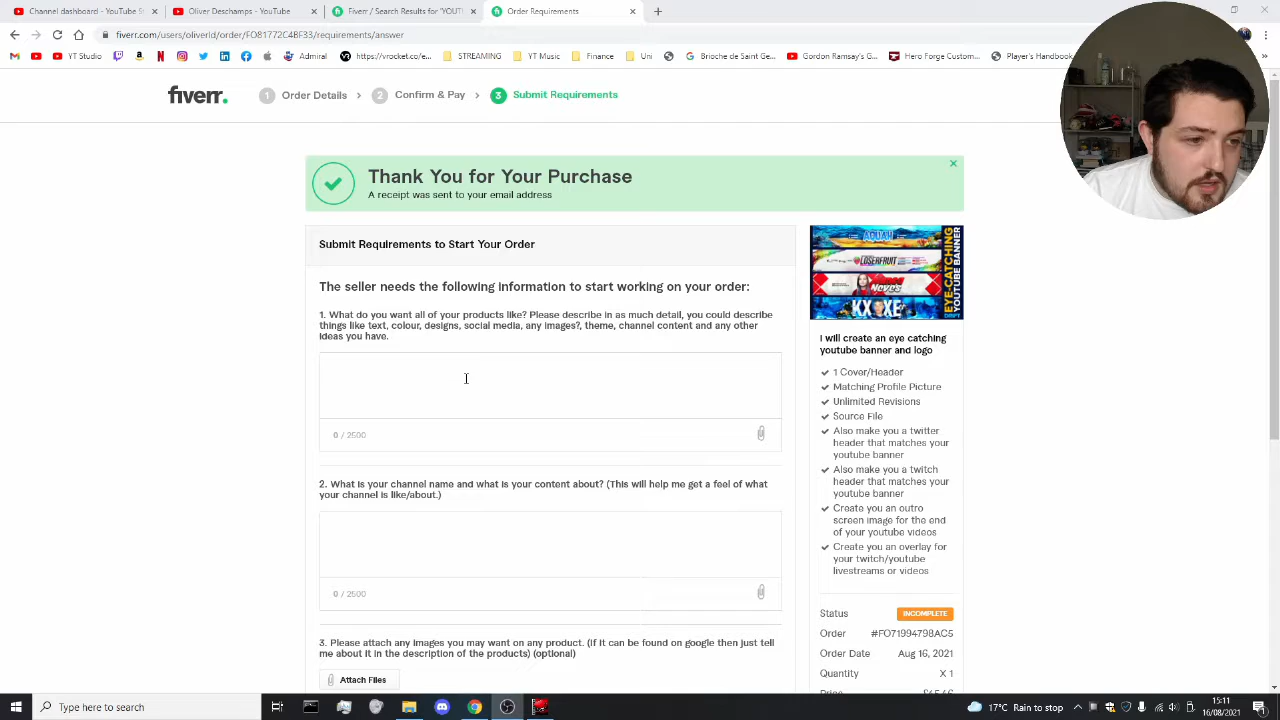 Channel dashboard - YouTube S
Oliver Deschamps - YouTube
Fiverr / Search Results for 'YOUT
Order Requirements
fiverr.com/users/oliverld/orders/FO81772C4BF33/requirements/answer
YT Studio
Admiral
https://vrocket.co/e...
STREAMING
YT Music
Finance
Uni
Brioche de Saint Ge...
Gordon Ramsay's G...
Hero Forge Custom...
Player's Handbook...
fiverr.
1 Order Details
2 Confirm & Pay
3 Submit Requirements
Thank You for Your Purchase
A receipt was sent to your email address
Submit Requirements to Start Your Order
The seller needs the following information to start working on your order:
1. What do you want all of your products like? Please describe in as much detail, you could describe
things like text, colour, designs, social media, any images?, theme, channel content and any other
ideas you have.
0 / 2500
2. What is your channel name and what is your content about? (This will help me get a feel of what
your channel is like/about.)
0 / 2500
3. Please attach any images you may want on any product. (If it can be found on google then just tell
me about it in the description of the products) (optional)
Attach Files
AQUAH
LOSERFRUIT
EYE-CATCHING
YOUTUBE BANNER
I will create an eye catching
youtube banner and logo
1 Cover/Header
Matching Profile Picture
Unlimited Revisions
Source File
Also make you a twitter
header that matches your
youtube banner
Also make you a twitch
header that matches your
youtube banner
Create you an outro
screen image for the end
of your youtube videos
Create you an overlay for
your twitch/youtube
livestreams or videos
Status INCOMPLETE
Order #FO71994798AC5
Order Date Aug 16, 2021
Quantity X 1
Type here to search
17°C Rain to stop
15:11
16/08/2021